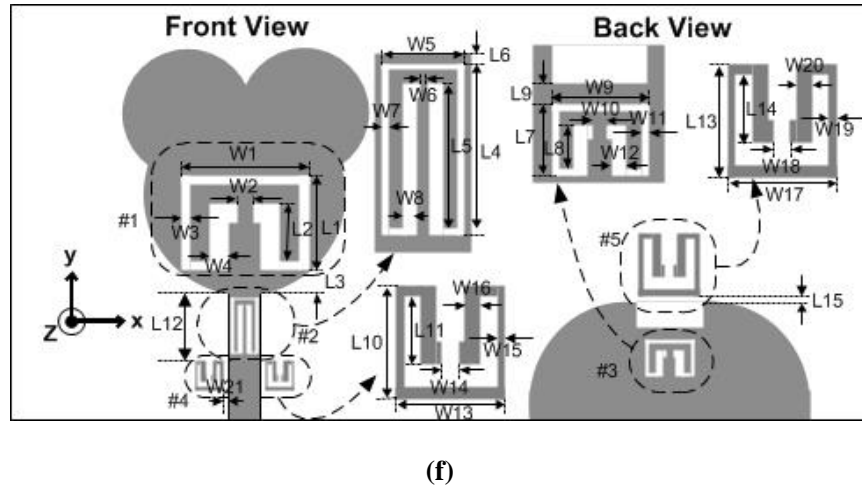 Front View
Back View
W5
L6
W20
W7
W6
L9
W9
L14
L13
W10
W11
L7
L8
W19
L5
L4
W12
W18
W1
W2
W8
W17
#1
W3
L2
L1
#5
W4
L3
y
x
Z
L12
#2
W16
L15
L10
L11
W15
W14
#3
W21
#4
W13
(f)